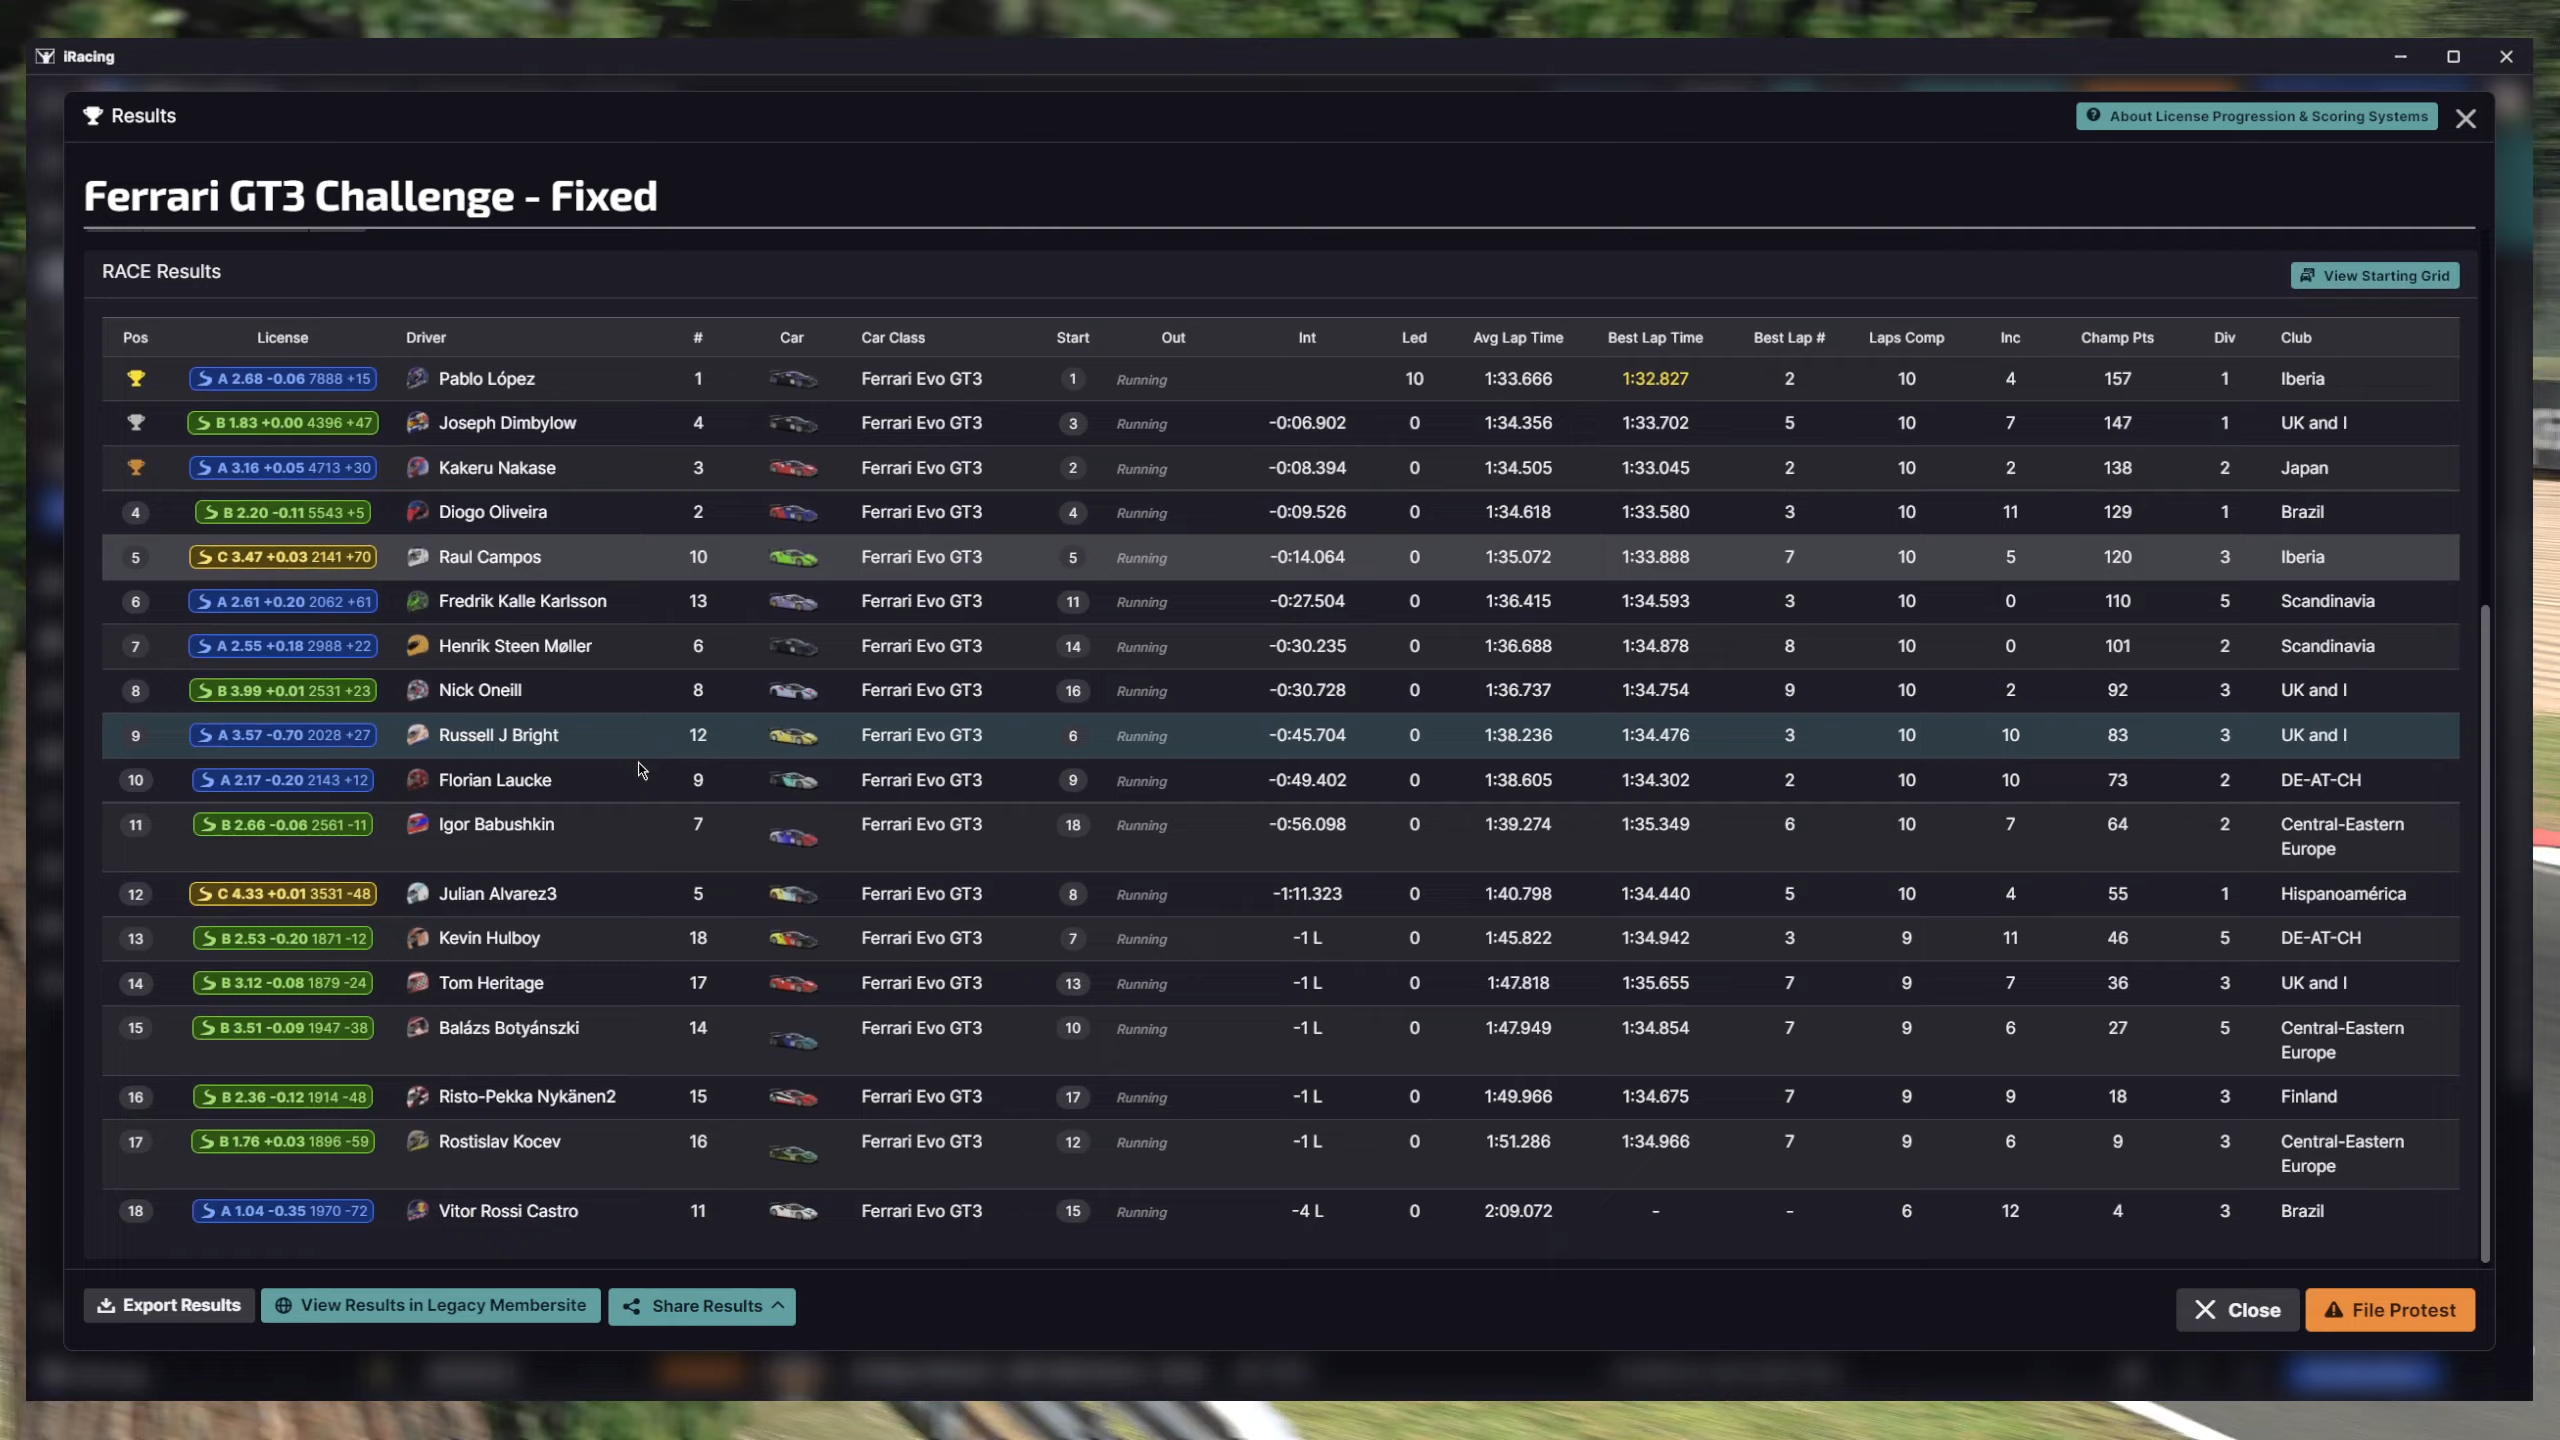 iRacing
Results
About License Progression & Scoring Systems
Ferrari GT3 Challenge - Fixed
RACE Results
View Starting Grid
Pos License Driver # Car Car Class Start Out Int Led Avg Lap Time Best Lap Time Best Lap # Laps Comp Inc Champ Pts Div Club
A 2.68 -0.06 7888 +15 Pablo López 1 Ferrari Evo GT3 1 Running 10 1:33.666 1:32.827 2 10 4 157 1 Iberia
B 1.83 +0.00 4396 +47 Joseph Dimbylow 4 Ferrari Evo GT3 3 Running -0:06.902 0 1:34.356 1:33.702 5 10 7 147 1 UK and I
A 3.16 +0.05 4713 +30 Kakeru Nakase 3 Ferrari Evo GT3 2 Running -0:08.394 0 1:34.505 1:33.045 2 10 2 138 2 Japan
4 B 2.20 -0.11 5543 +5 Diogo Oliveira 2 Ferrari Evo GT3 4 Running -0:09.526 0 1:34.618 1:33.580 3 10 11 129 1 Brazil
5 C 3.47 +0.03 2141 +70 Raul Campos 10 Ferrari Evo GT3 5 Running -0:14.064 0 1:35.072 1:33.888 7 10 5 120 3 Iberia
6 A 2.61 +0.20 2062 +61 Fredrik Kalle Karlsson 13 Ferrari Evo GT3 11 Running -0:27.504 0 1:36.415 1:34.593 3 10 0 110 5 Scandinavia
7 A 2.55 +0.18 2988 +22 Henrik Steen Møller 6 Ferrari Evo GT3 14 Running -0:30.235 0 1:36.688 1:34.878 8 10 0 101 2 Scandinavia
8 B 3.99 +0.01 2531 +23 Nick Oneill 8 Ferrari Evo GT3 16 Running -0:30.728 0 1:36.737 1:34.754 9 10 2 92 3 UK and I
9 A 3.57 -0.70 2028 +27 Russell J Bright 12 Ferrari Evo GT3 6 Running -0:45.704 0 1:38.236 1:34.476 3 10 10 83 3 UK and I
10 A 2.17 -0.20 2143 +12 Florian Laucke 9 Ferrari Evo GT3 9 Running -0:49.402 0 1:38.605 1:34.302 2 10 10 73 2 DE-AT-CH
11 B 2.66 -0.06 2561 -11 Igor Babushkin 7 Ferrari Evo GT3 18 Running -0:56.098 0 1:39.274 1:35.349 6 10 7 64 2 Central-Eastern
Europe
12 C 4.33 +0.01 3531 -48 Julian Alvarez3 5 Ferrari Evo GT3 8 Running -1:11.323 0 1:40.798 1:34.440 5 10 4 55 1 Hispanoamérica
13 B 2.53 -0.20 1871 -12 Kevin Hulboy 18 Ferrari Evo GT3 7 Running -1 L 0 1:45.822 1:34.942 3 9 11 46 5 DE-AT-CH
14 B 3.12 -0.08 1879 -24 Tom Heritage 17 Ferrari Evo GT3 13 Running -1 L 0 1:47.818 1:35.655 7 9 7 36 3 UK and I
15 B 3.51 -0.09 1947 -38 Balázs Botyánszki 14 Ferrari Evo GT3 10 Running -1 L 0 1:47.949 1:34.854 7 9 6 27 5 Central-Eastern
Europe
16 B 2.36 -0.12 1914 -48 Risto-Pekka Nykänen2 15 Ferrari Evo GT3 17 Running -1 L 0 1:49.966 1:34.675 7 9 9 18 3 Finland
17 B 1.76 +0.03 1896 -59 Rostislav Kocev 16 Ferrari Evo GT3 12 Running -1 L 0 1:51.286 1:34.966 7 9 6 9 3 Central-Eastern
Europe
18 A 1.04 -0.35 1970 -72 Vitor Rossi Castro 11 Ferrari Evo GT3 15 Running -4 L 0 2:09.072 - - 6 12 4 3 Brazil
Export Results View Results in Legacy Membersite Share Results Close File Protest